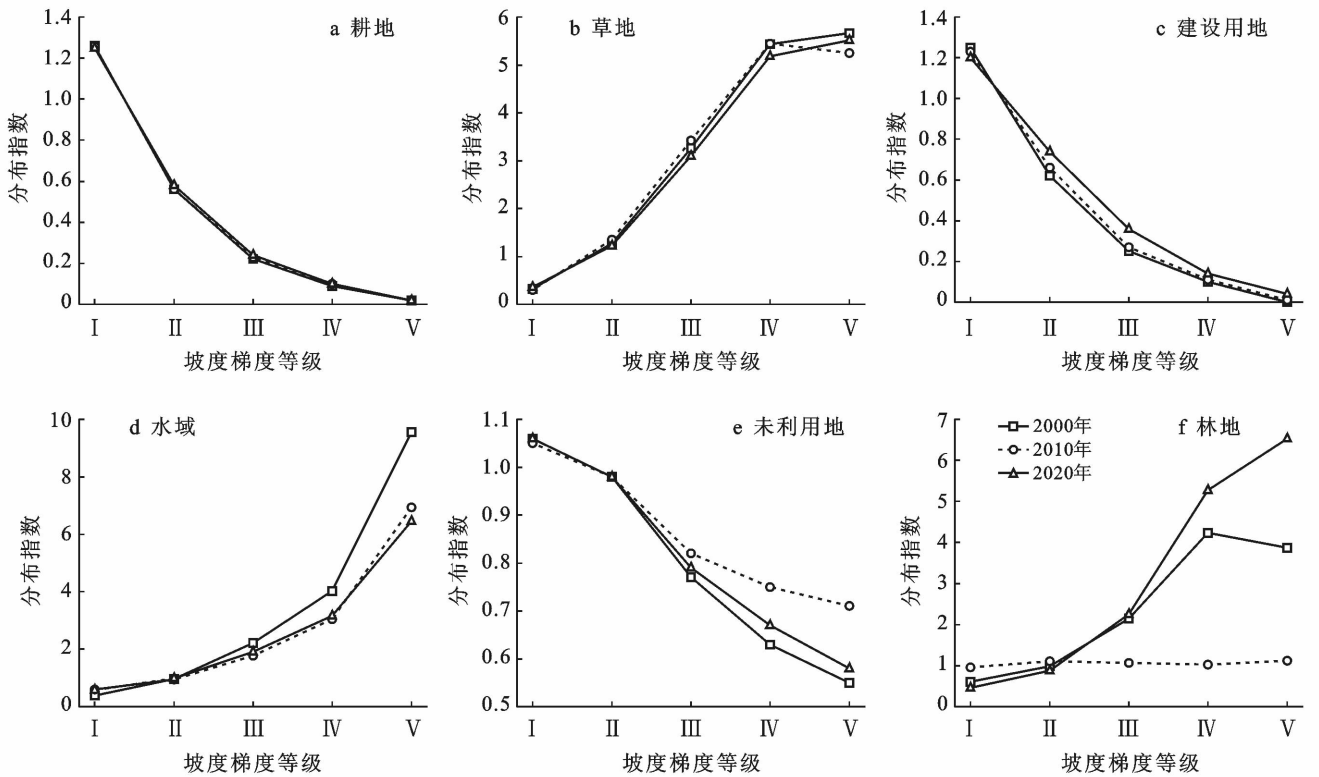 a 耕地
1.4
1.2
1.0
0.8
0.6
0.4
0.2
0
分布指数
Ⅰ Ⅱ Ⅲ Ⅳ Ⅴ
坡度梯度等级
b 草地
6
5
4
3
2
1
0
分布指数
Ⅰ Ⅱ Ⅲ Ⅳ Ⅴ
坡度梯度等级
c 建设用地
1.4
1.2
1.0
0.8
0.6
0.4
0.2
0
分布指数
Ⅰ Ⅱ Ⅲ Ⅳ Ⅴ
坡度梯度等级
d 水域
10
8
6
4
2
0
分布指数
Ⅰ Ⅱ Ⅲ Ⅳ Ⅴ
坡度梯度等级
e 未利用地
1.1
1.0
0.9
0.8
0.7
0.6
0.5
分布指数
Ⅰ Ⅱ Ⅲ Ⅳ Ⅴ
坡度梯度等级
f 林地
2000年
2010年
2020年
7
6
5
4
3
2
1
0
分布指数
Ⅰ Ⅱ Ⅲ Ⅳ Ⅴ
坡度梯度等级